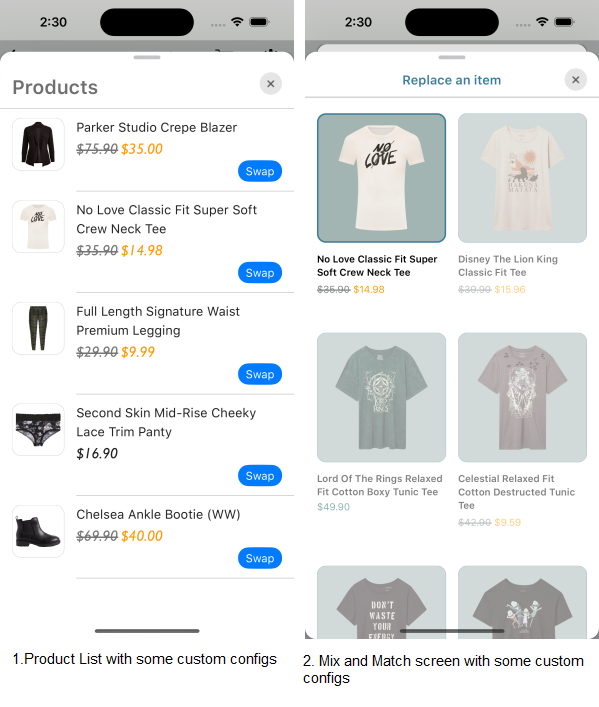 2:30
Products
Parker Studio Crepe Blazer
$75.90 $35.00
Swap
No Love Classic Fit Super Soft
Crew Neck Tee
$35.90 $14.98
Swap
Full Length Signature Waist
Premium Legging
$29.90 $9.99
Swap
Second Skin Mid-Rise Cheeky
Lace Trim Panty
$16.90
Swap
Chelsea Ankle Bootie (WW)
$69.90 $40.00
Swap
1.Product List with some custom configs
2:30
Replace an item
NO
LOVE
No Love Classic Fit Super
Soft Crew Neck Tee
$35.90 $14.98
HAKUNA
MATATA
Disney The Lion King
Classic Fit Tee
$39.90 $15.96
Lord Of The Rings Relaxed
Fit Cotton Boxy Tunic Tee
$49.90
Celestial Relaxed Fit
Cotton Destructed Tunic
Tee
$42.90 $9.59
DON'T
WASTE
YOUR
ENERGY
2. Mix and Match screen with some custom
configs